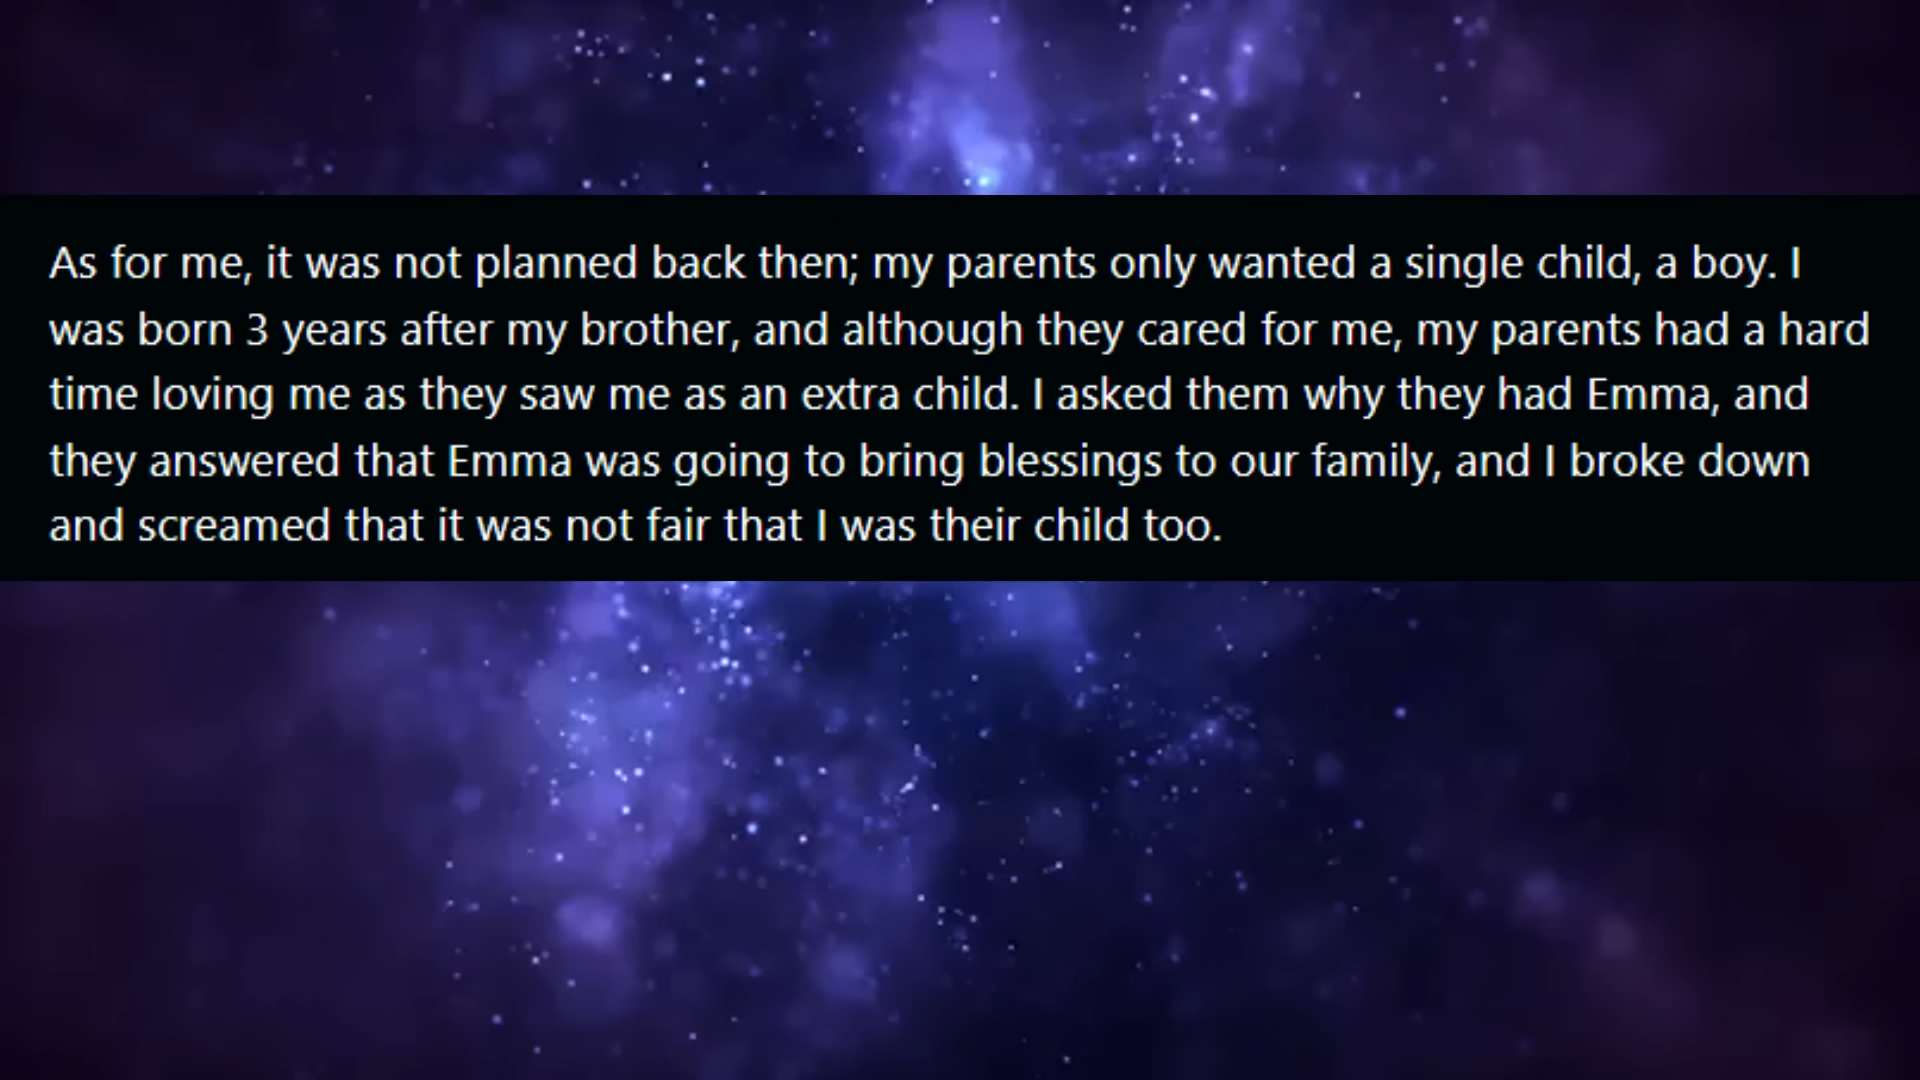 As for me, it was not planned back then; my parents only wanted a single child, a boy. I
was born 3 years after my brother, and although they cared for me, my parents had a hard
time loving me as they saw me as an extra child. I asked them why they had Emma, and
they answered that Emma was going to bring blessings to our family, and I broke down
and screamed that it was not fair that I was their child too.